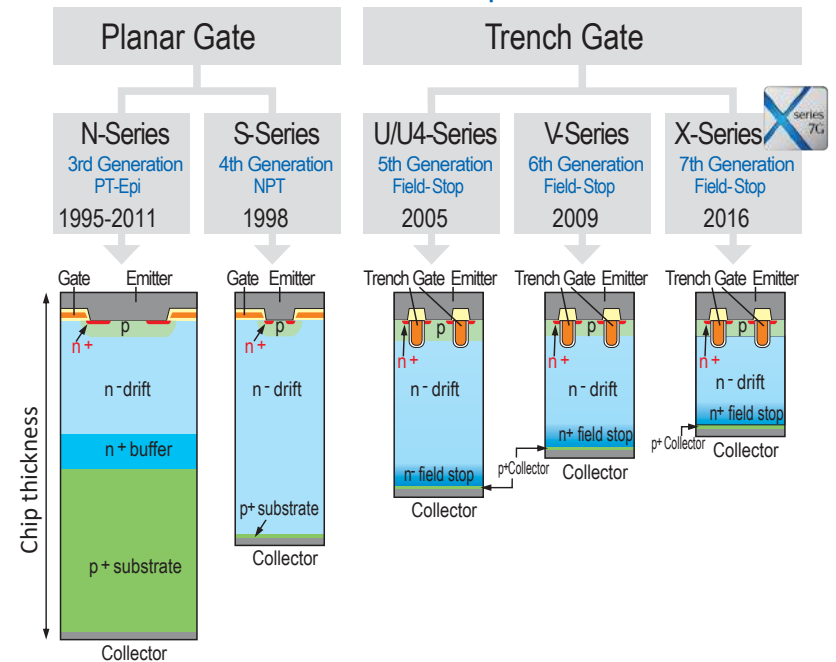 Planar Gate
Trench Gate
N-Series
3rd Generation
PT-Epi
1995-2011
S-Series
4th Generation
NPT
1998
U/U4-Series
5th Generation
Field-Stop
2005
V-Series
6th Generation
Field-Stop
2009
X-Series
7th Generation
Field-Stop
2016
X series
7G
Chip thickness
Gate Emitter
p
n+
n-drift
n+ buffer
p+ substrate
Collector
Gate Emitter
p
n+
n-drift
p+ substrate
Collector
Trench Gate Emitter
p
n+
n-drift
n- field stop
Collector
p+Collector
Trench Gate Emitter
p
n+
n-drift
n+ field stop
Collector
Trench Gate Emitter
p
n+
n-drift
n+ field stop
p+ Collector
Collector